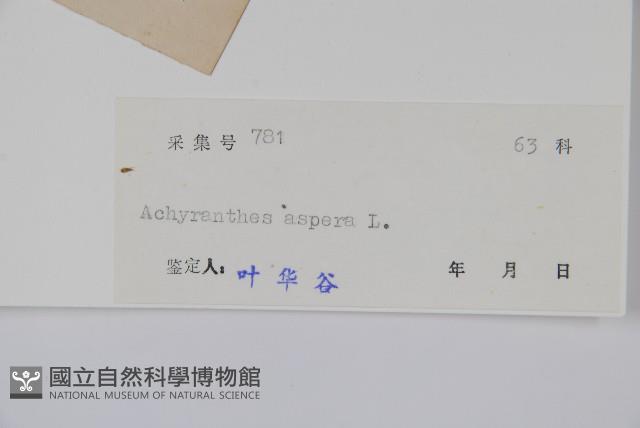 采集号 781 63 科
Achyranthes aspera L.
鉴定人: 叶华谷 年 月 日
國立自然科學博物館
NATIONAL MUSEUM OF NATURAL SCIENCE